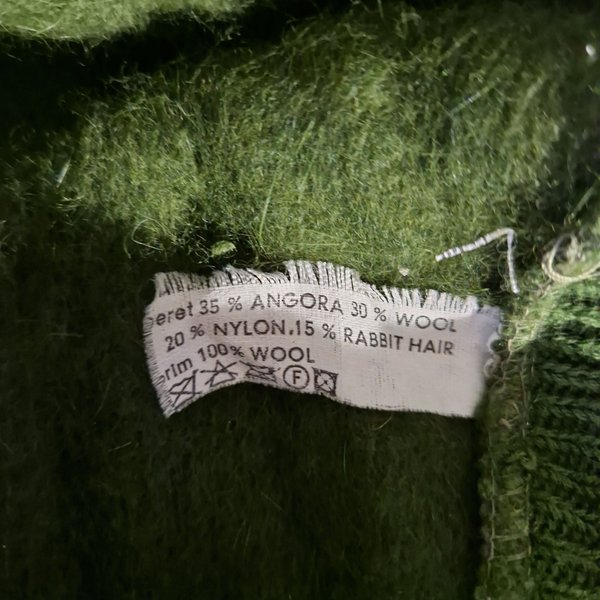 eret 35 % ANGORA 30 % WOOL
20 % NYLON.15 % RABBIT HAIR
rim 100% WOOL
F